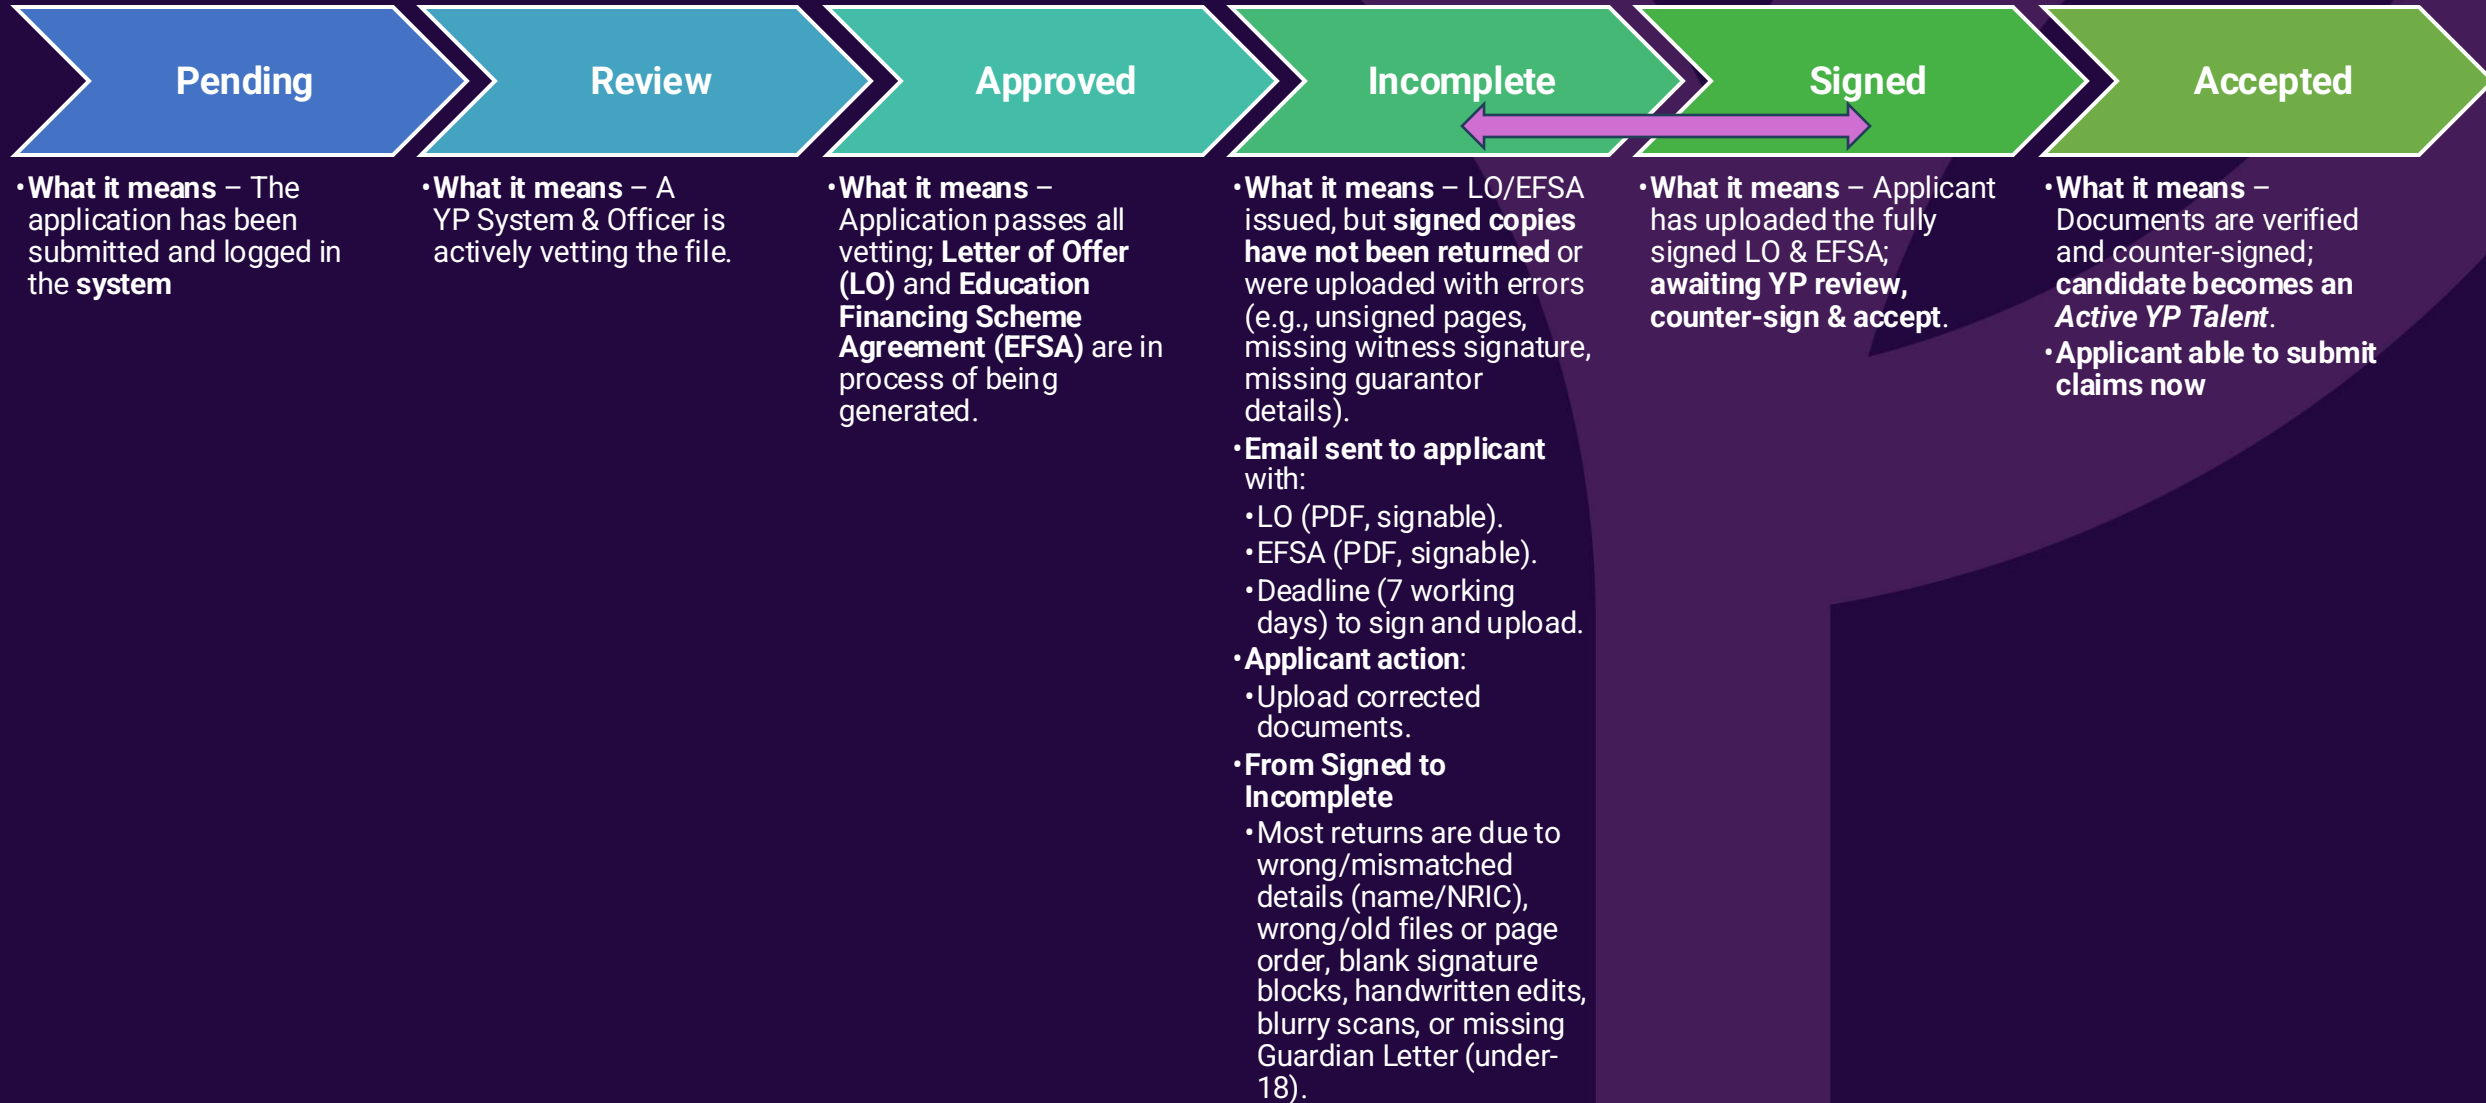 Pending
Review
Approved
Incomplete
Signed
Accepted
•What it means – The
application has been
submitted and logged in
the system
•What it means – A
YP System & Officer is
actively vetting the file.
•What it means –
Application passes all
vetting; Letter of Offer
(LO) and Education
Financing Scheme
Agreement (EFSA) are in
process of being
generated.
•What it means – LO/EFSA
issued, but signed copies
have not been returned or
were uploaded with errors
(e.g., unsigned pages,
missing witness signature,
missing guarantor
details).
•Email sent to applicant
with:
•LO (PDF, signable).
•EFSA (PDF, signable).
•Deadline (7 working
days) to sign and upload.
•Applicant action:
•Upload corrected
documents.
•From Signed to
Incomplete
•Most returns are due to
wrong/mismatched
details (name/NRIC),
wrong/old files or page
order, blank signature
blocks, handwritten edits,
blurry scans, or missing
Guardian Letter (under-
18).
•What it means – Applicant
has uploaded the fully
signed LO & EFSA;
awaiting YP review,
counter-sign & accept.
•What it means –
Documents are verified
and counter-signed;
candidate becomes an
Active YP Talent.
•Applicant able to submit
claims now